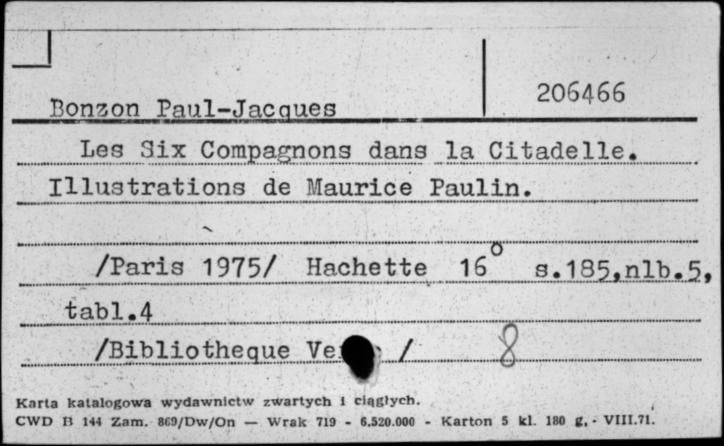 206466
Bonzon Paul-Jacques
Les Six Compagnons dans la Citadelle.
Illustrations de Maurice Paulin.
/Paris 1975/ Hachette 16° s.185,nlb.5,
tabl.4
/Bibliotheque / 8
Karta katalogowa wydawnictw zwartych i ciągłych.
CWD B 144 Zam. 869/Dw/On — Wrak 719 - 6.520.000 - Karton 5 kl. 180 g. - VIII.71.